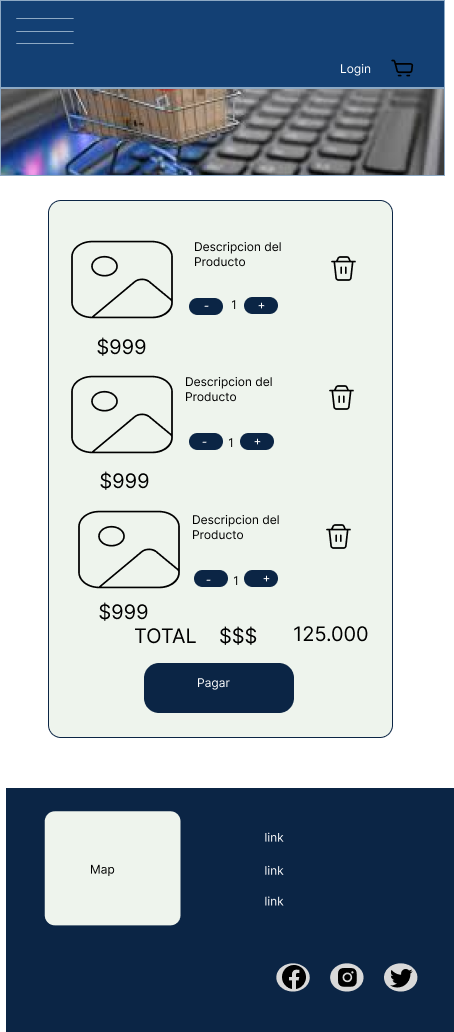 Login
Descripcion del
Producto
- 1 +
$999
Descripcion del
Producto
- 1 +
$999
Descripcion del
Producto
- 1 +
$999
TOTAL $$$ 125.000
Pagar
Map
link
link
link